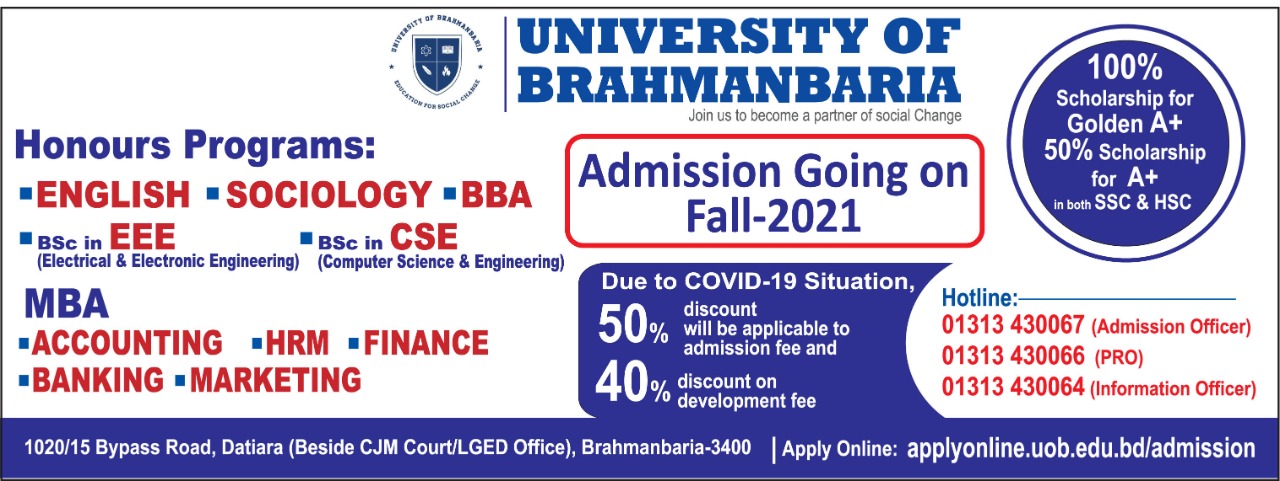 UNIVERSITY OF BRAHMANBARIA
EDUCATION FOR SOCIAL CHANGE
UNIVERSITY OF
BRAHMANBARIA
Join us to become a partner of social Change
Honours Programs:
▪ENGLISH ▪SOCIOLOGY ▪BBA
▪BSc in EEE ▪BSc in CSE
(Electrical & Electronic Engineering) (Computer Science & Engineering)
MBA
▪ACCOUNTING ▪HRM ▪FINANCE
▪BANKING ▪MARKETING
Admission Going on
Fall-2021
100%
Scholarship for
Golden A+
50% Scholarship
for A+
in both SSC & HSC
Due to COVID-19 Situation,
50% discount
will be applicable to
admission fee and
40% discount on
development fee
Hotline:
01313 430067 (Admission Officer)
01313 430066 (PRO)
01313 430064 (Information Officer)
1020/15 Bypass Road, Datiara (Beside CJM Court/LGED Office), Brahmanbaria-3400 | Apply Online: applyonline.uob.edu.bd/admission